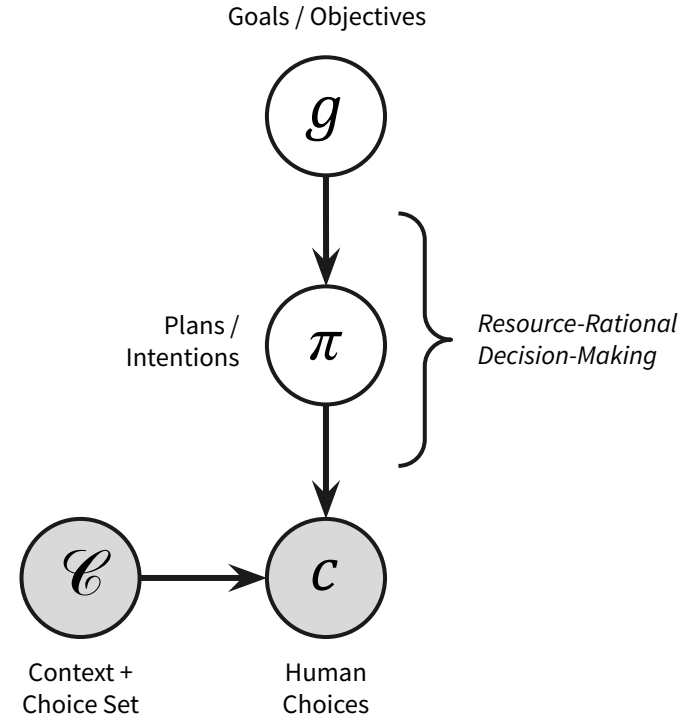 Goals / Objectives
g
Plans /
Intentions
π
Resource-Rational
Decision-Making
𝒞
c
Context +
Choice Set
Human
Choices